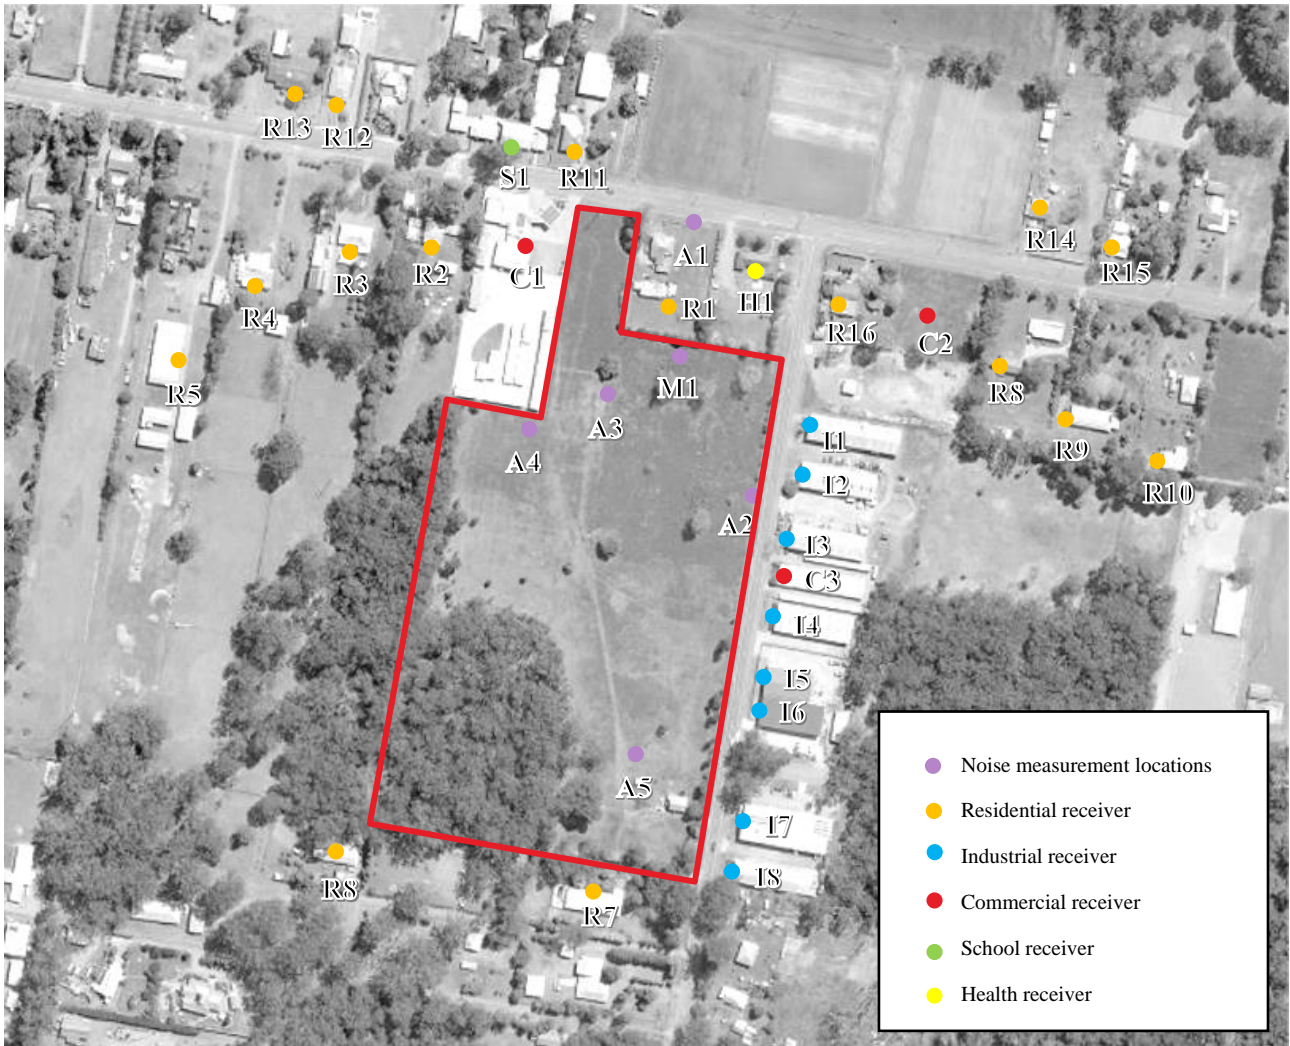 R13
R12
S1
R11
A1
R14
R15
R3
R2
C1
R4
H1
R1
R16
C2
R5
M1
R8
A3
A4
I1
R9
I2
R10
A2
I3
C3
I4
I5
I6
A5
I7
R8
I8
R7
Noise measurement locations
Residential receiver
Industrial receiver
Commercial receiver
School receiver
Health receiver